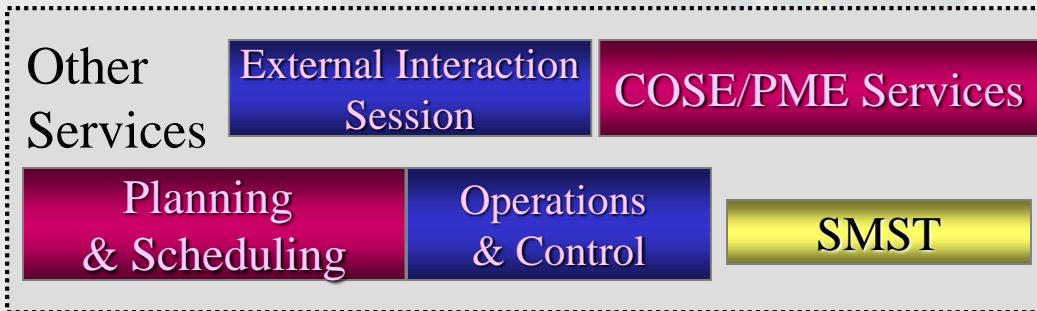 Other
Services
External Interaction
Session
COSE/PME Services
Planning
& Scheduling
Operations
& Control
SMST